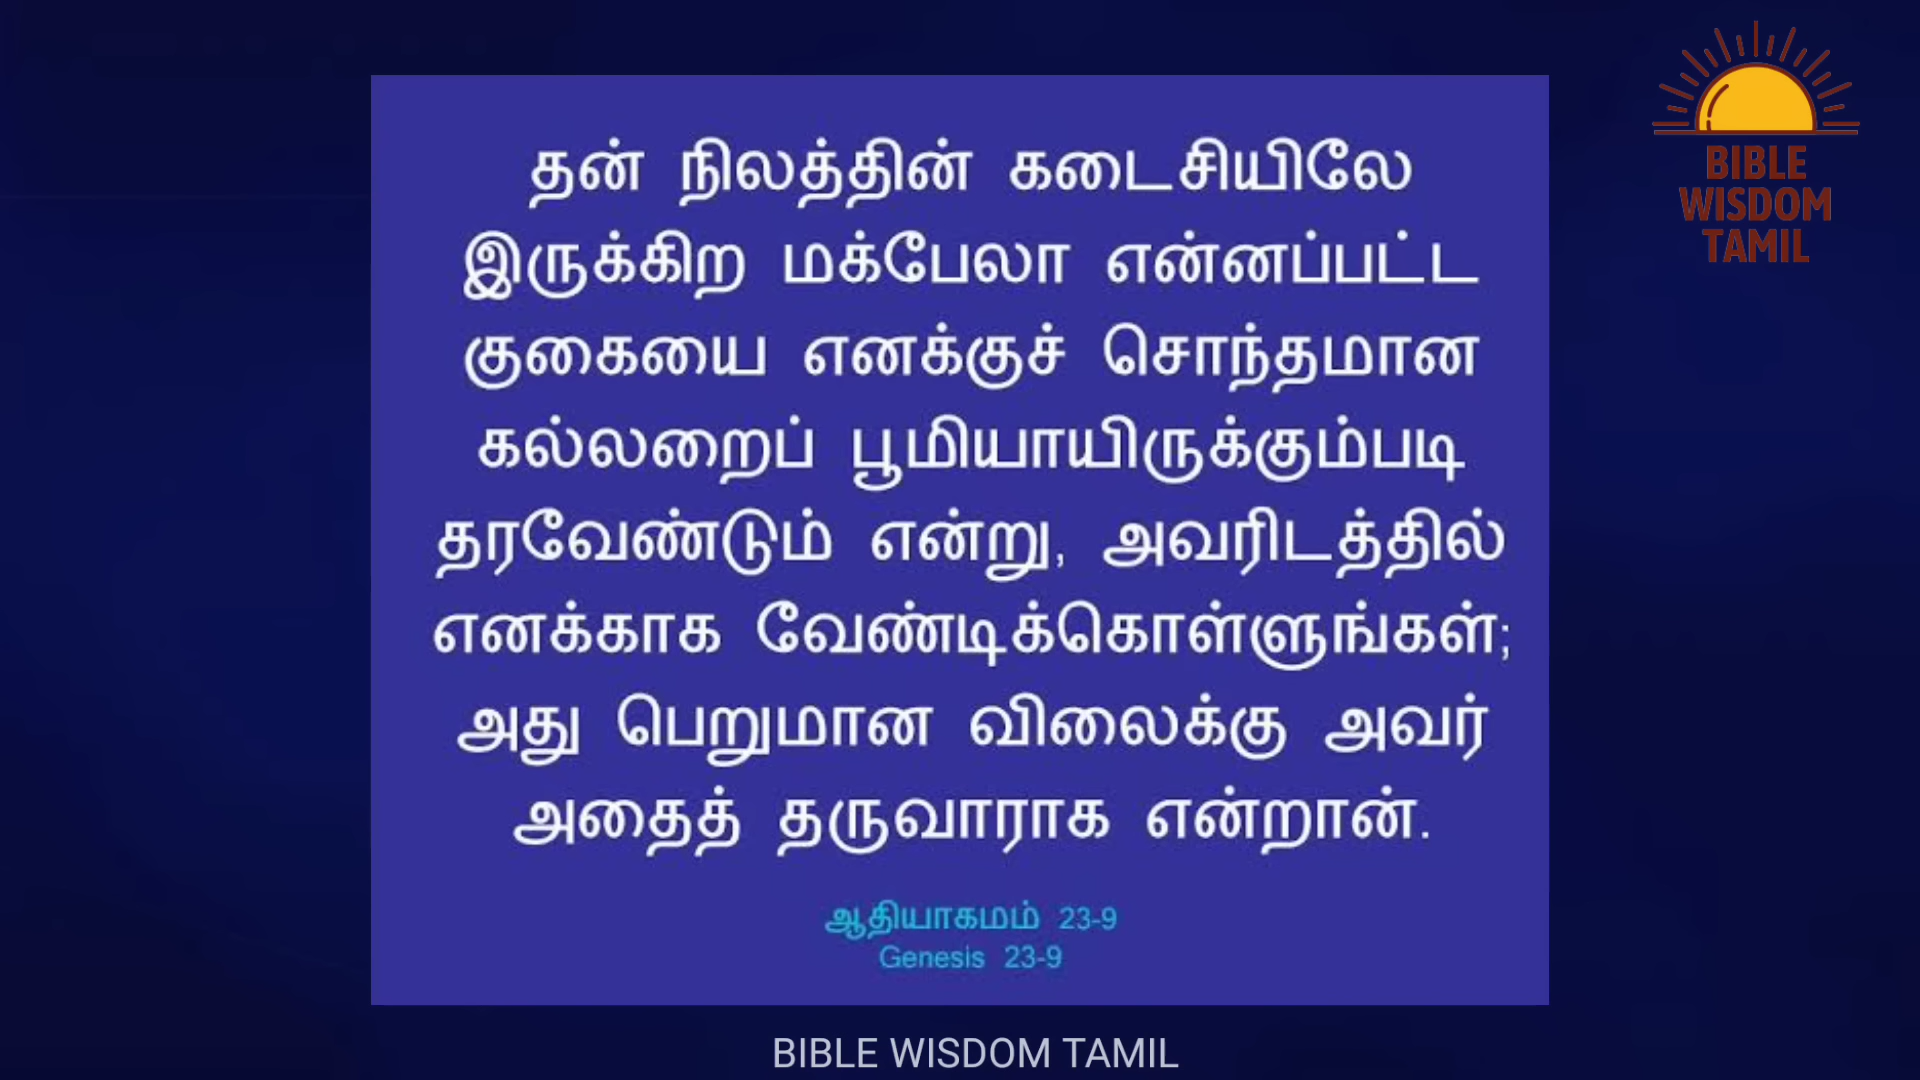 தன் நிலத்தின் கடைசியிலே
இருக்கிற மக்பேலா என்னப்பட்ட
குகையை எனக்குச் சொந்தமான
கல்லறைப் பூமியாயிருக்கும்படி
தரவேண்டும் என்று, அவரிடத்தில்
எனக்காக வேண்டிக்கொள்ளுங்கள்;
அது பெறுமான விலைக்கு அவர்
அதைத் தருவாராக என்றான்.
ஆதியாகமம் 23-9
Genesis 23-9
BIBLE
WISDOM
TAMIL
BIBLE WISDOM TAMIL